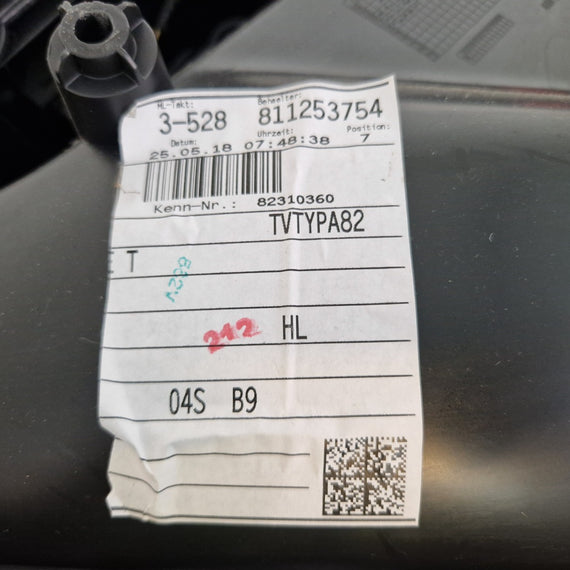 HL-Takt: Behaelter:
3-528 811253754
Datum: Uhrzeit: Position:
25.05.18 07:48:38 7
Kenn-Nr.: 82310360
TVTYPA82
E T
212 HL
04S B9